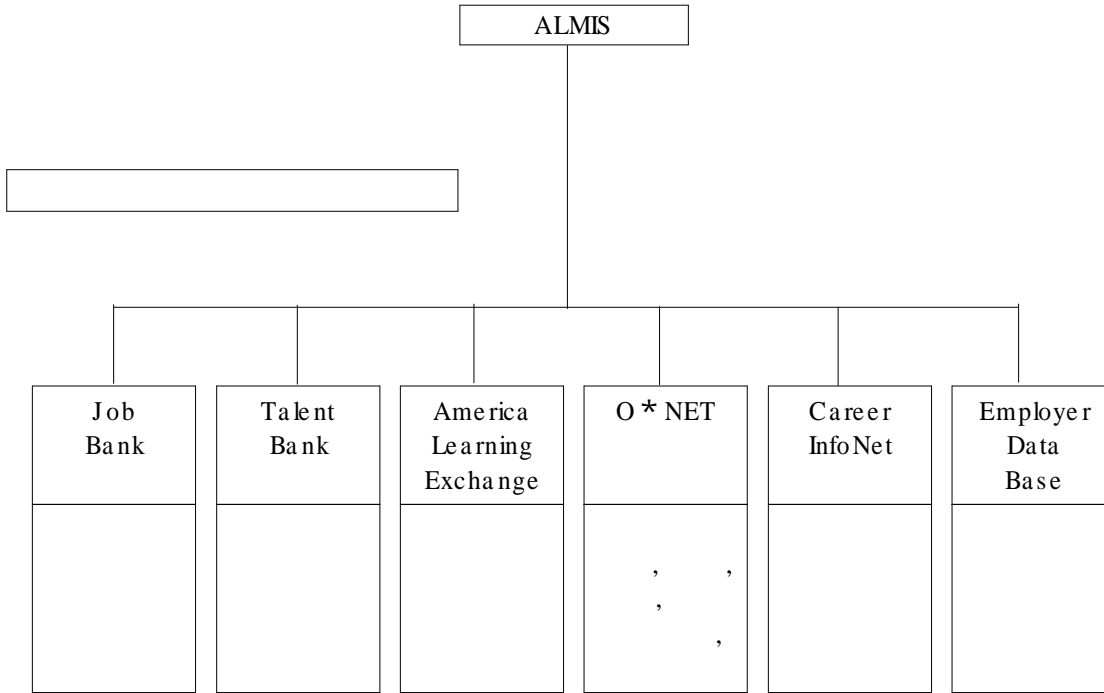 ALMIS
Job
Bank
Talent
Bank
America
Learning
Exchange
O*NET
Career
InfoNet
Employer
Data
Base
, ,
,
,